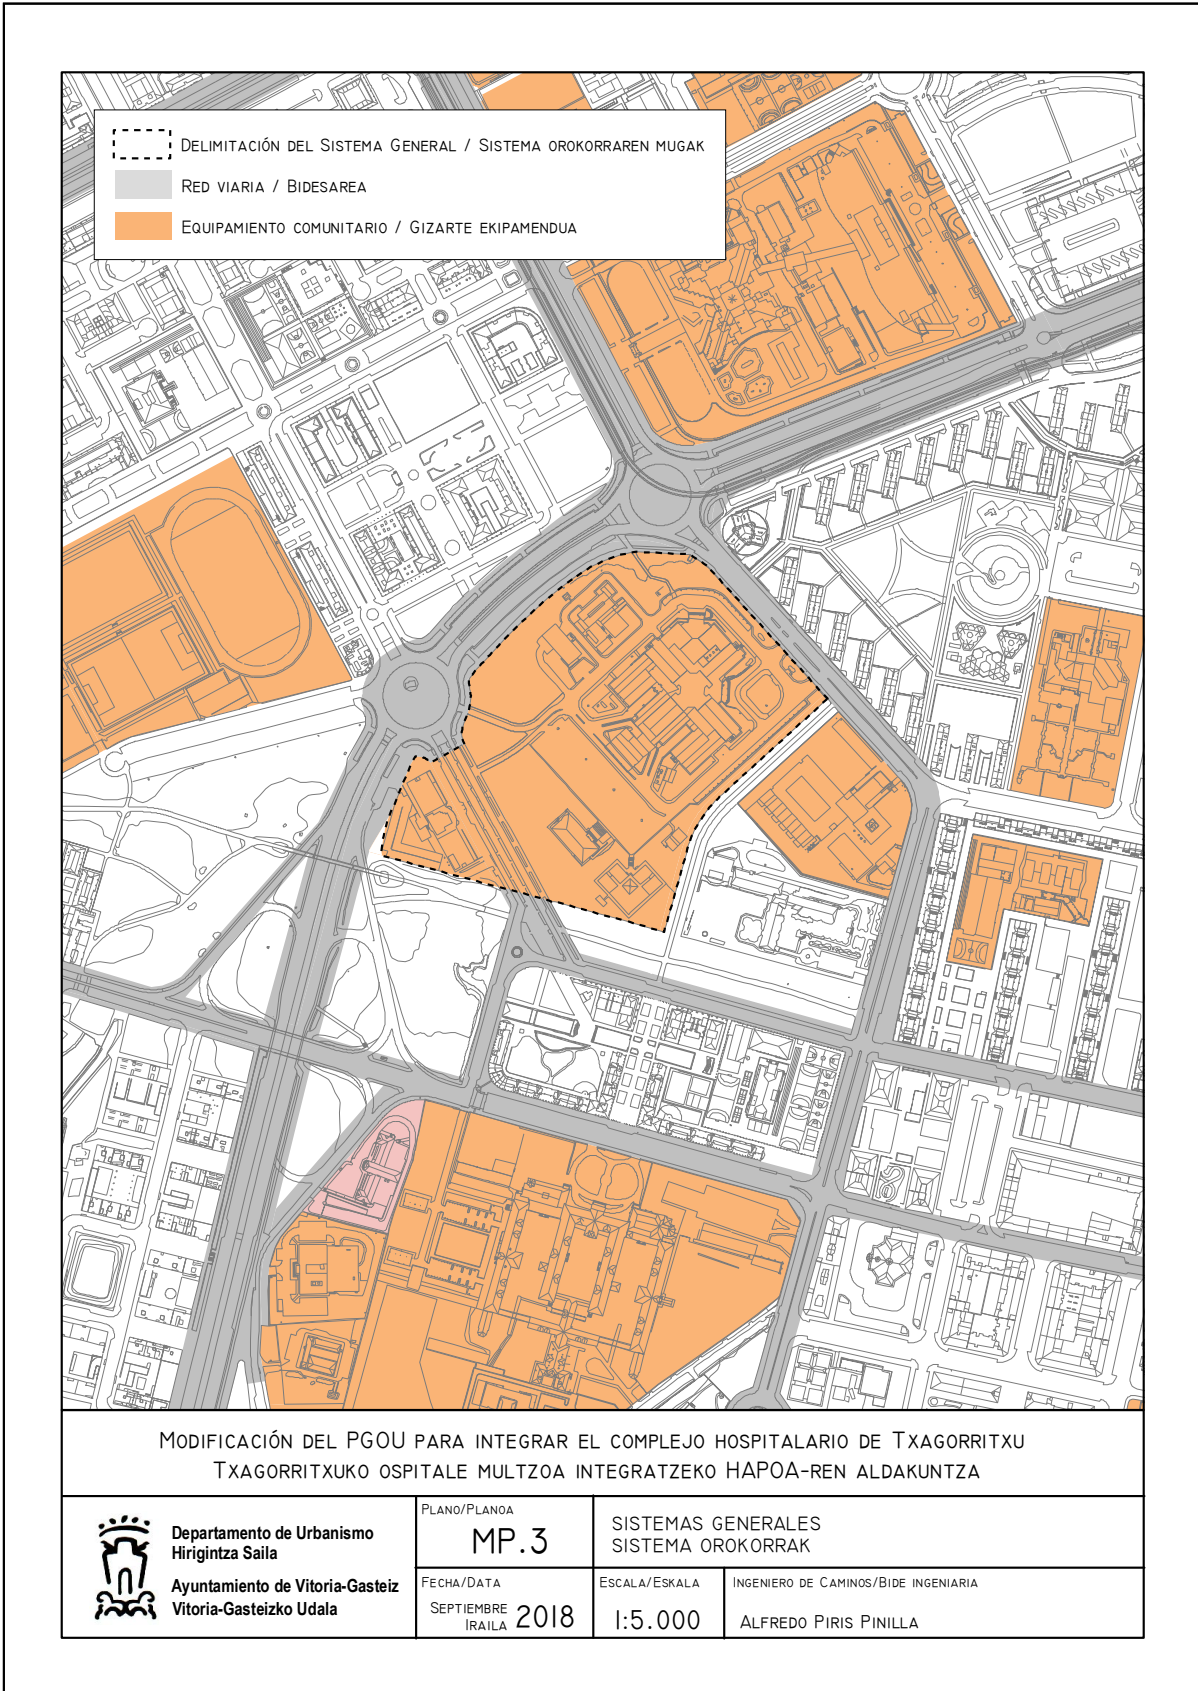 DELIMITACIÓN DEL SISTEMA GENERAL / SISTEMA OROKORRAREN MUGAK
RED VIARIA / BIDESAREA
EQUIPAMIENTO COMUNITARIO / GIZARTE EKIPAMENDUA
MODIFICACIÓN DEL PGOU PARA INTEGRAR EL COMPLEJO HOSPITALARIO DE TXAGORRITXU
TXAGORRITXUKO OSPITALE MULTZOA INTEGRATZEKO HAPOA-REN ALDAKUNTZA
Departamento de Urbanismo
Hirigintza Saila
Ayuntamiento de Vitoria-Gasteiz
Vitoria-Gasteizko Udala
PLANO/PLANOA
MP.3
SISTEMAS GENERALES
SISTEMA OROKORRAK
FECHA/DATA
SEPTIEMBRE
IRAILA 2018
ESCALA/ESKALA
1:5.000
INGENIERO DE CAMINOS/BIDE INGENIARIA
ALFREDO PIRIS PINILLA